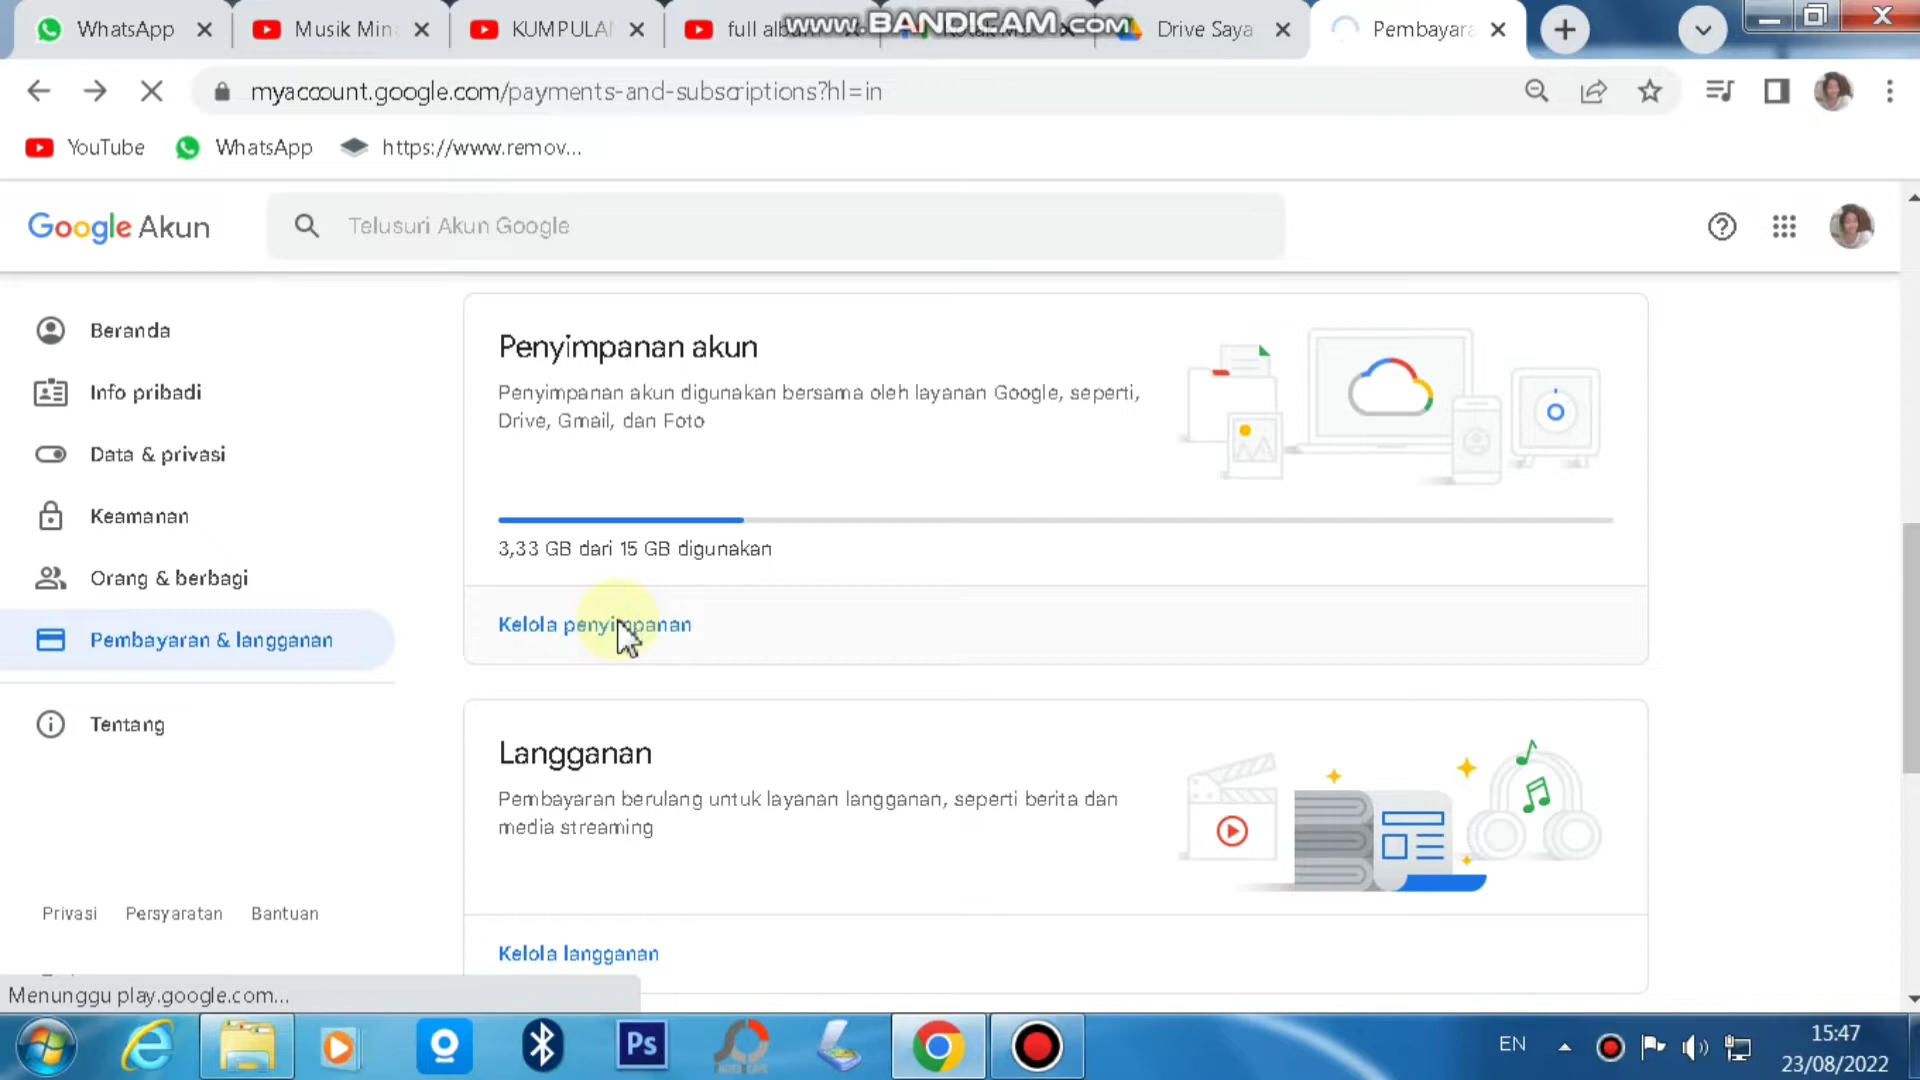 WhatsApp
Musik Min
KUMPULAI
full albu
www.BANDICAM.com
Drive Saya
Pembayara
myaccount.google.com/payments-and-subscriptions?hl=in
YouTube
WhatsApp
https://www.remov...
Google Akun
Telusuri Akun Google
Beranda
Info pribadi
Data & privasi
Keamanan
Orang & berbagi
Pembayaran & langganan
Tentang
Privasi
Persyaratan
Bantuan
Penyimpanan akun
Penyimpanan akun digunakan bersama oleh layanan Google, seperti,
Drive, Gmail, dan Foto
3,33 GB dari 15 GB digunakan
Kelola penyimpanan
Langganan
Pembayaran berulang untuk layanan langganan, seperti berita dan
media streaming
Kelola langganan
Menunggu play.google.com...
Ps
EN
15:47
23/08/2022